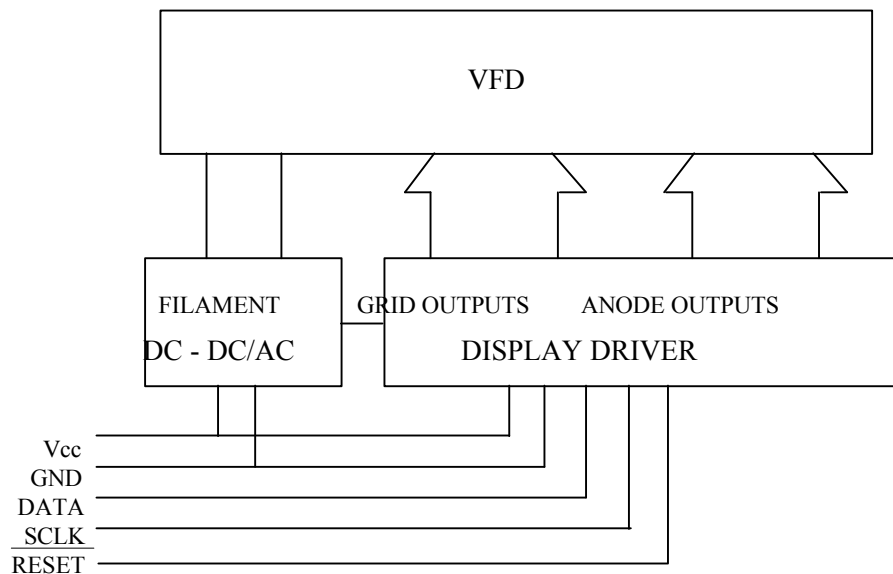 VFD
FILAMENT GRID OUTPUTS ANODE OUTPUTS
DC - DC/AC DISPLAY DRIVER
Vcc
GND
DATA
SCLK
RESET